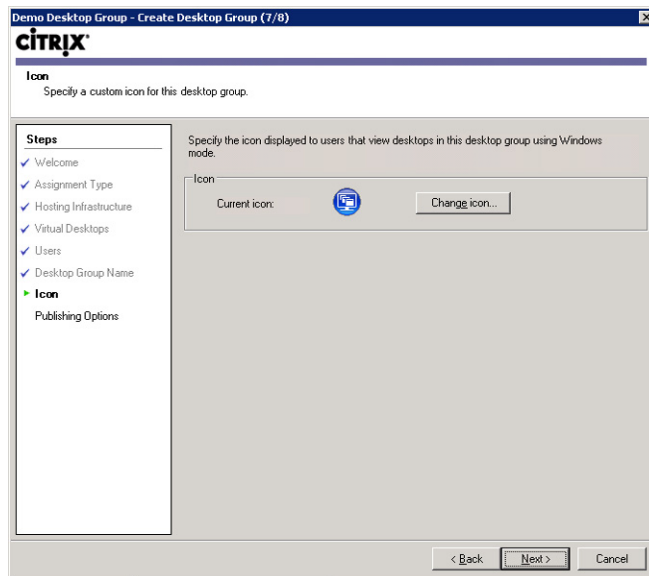 Demo Desktop Group - Create Desktop Group (7/8)
CITRIX
Icon
Specify a custom icon for this desktop group.
Steps
Welcome
Assignment Type
Hosting Infrastructure
Virtual Desktops
Users
Desktop Group Name
Icon
Publishing Options
Specify the icon displayed to users that view desktops in this desktop group using Windows
mode.
Icon
Current icon:
Change icon...
< Back
Next >
Cancel